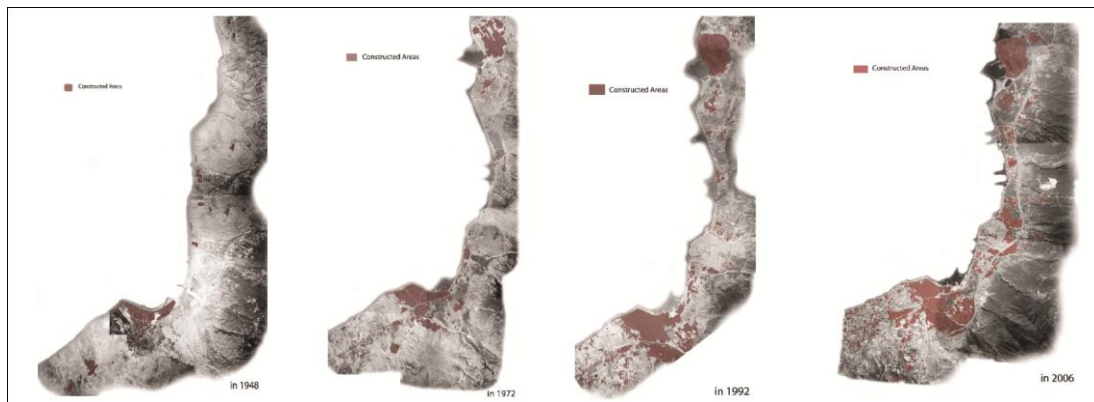 Constructed Areas
in 1948
Constructed Areas
in 1972
Constructed Areas
in 1992
Constructed Areas
in 2006